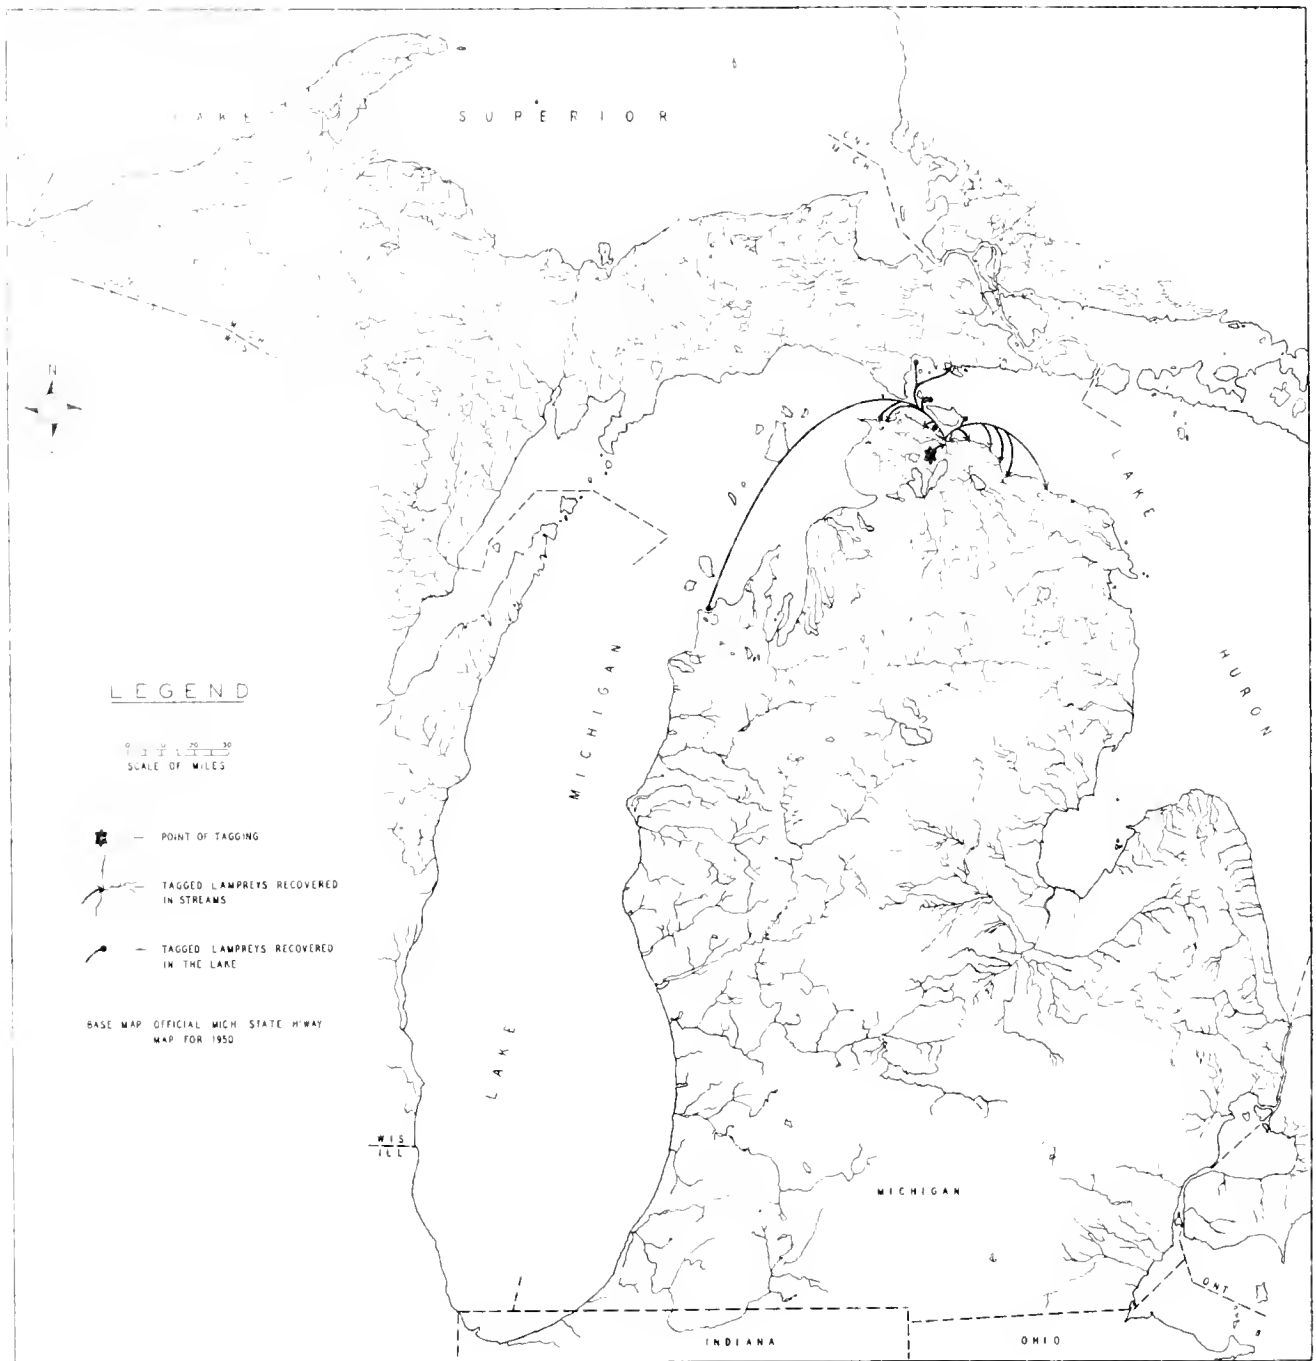 SUPERIOR
N
LAKE
HURON
LAKE
MICHIGAN
LEGEND
SCALE OF MILES
— POINT OF TAGGING
— TAGGED LAMPREYS RECOVERED
IN STREAMS
— TAGGED LAMPREYS RECOVERED
IN THE LAKE
BASE MAP OFFICIAL MICH STATE H'WAY
MAP FOR 1950
WIS
ILL
MICHIGAN
ONT
INDIANA
OHIO